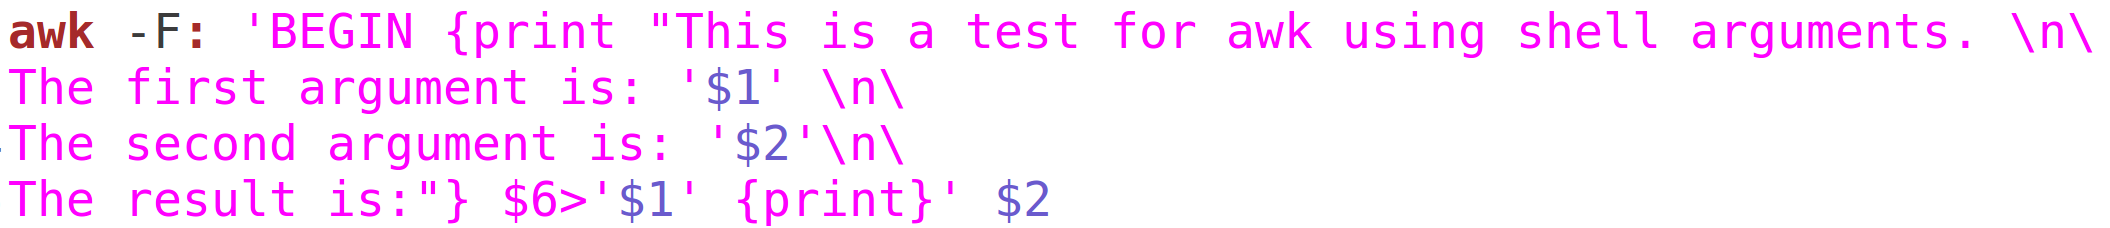 awk -F: 'BEGIN {print "This is a test for awk using shell arguments. \n\
The first argument is: '$1' \n\
The second argument is: '$2'\n\
The result is:"} $6>'$1' {print}' $2